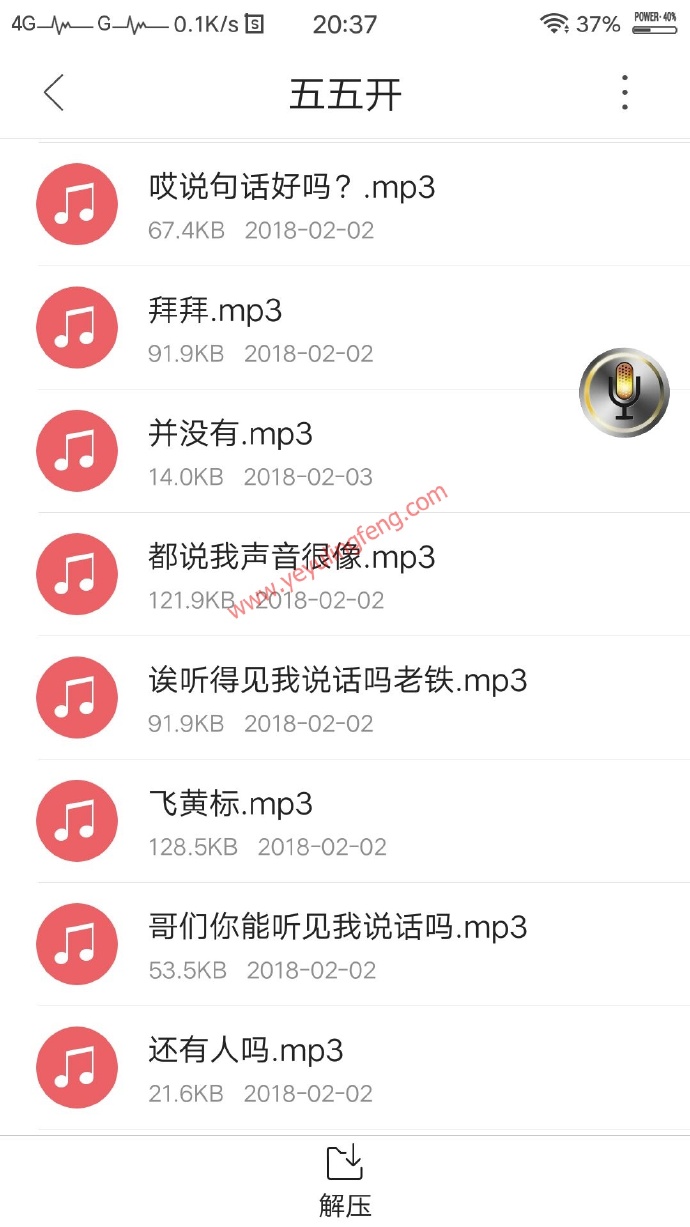 4G G 0.1K/s S 20:37 37% POWER·40%
五五开
哎说句话好吗？.mp3
67.4KB 2018-02-02
拜拜.mp3
91.9KB 2018-02-02
并没有.mp3
14.0KB 2018-02-03
都说我声音很像.mp3
121.9KB 2018-02-02
www.yeyulingfeng.com
诶听得见我说话吗老铁.mp3
91.9KB 2018-02-02
飞黄标.mp3
128.5KB 2018-02-02
哥们你能听见我说话吗.mp3
53.5KB 2018-02-02
还有人吗.mp3
21.6KB 2018-02-02
解压